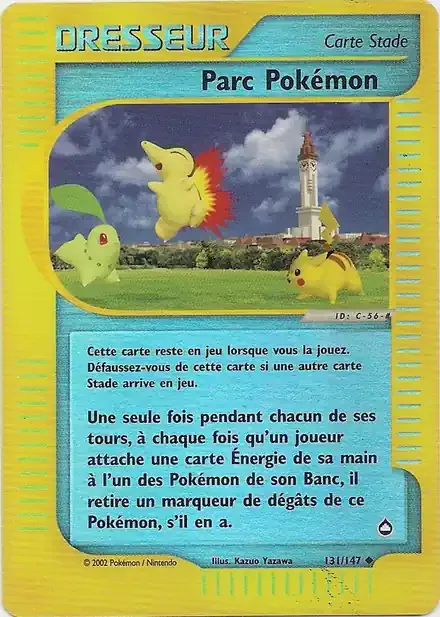 DRESSEUR
Carte Stade
Parc Pokémon
ID: C-56-#
Cette carte reste en jeu lorsque vous la jouez.
Défaussez-vous de cette carte si une autre carte
Stade arrive en jeu.
Une seule fois pendant chacun de ses
tours, à chaque fois qu'un joueur
attache une carte Énergie de sa main
à l'un des Pokémon de son Banc, il
retire un marqueur de dégâts de ce
Pokémon, s'il en a.
© 2002 Pokémon / Nintendo
Illus. Kazuo Yazawa
131/147 ◆